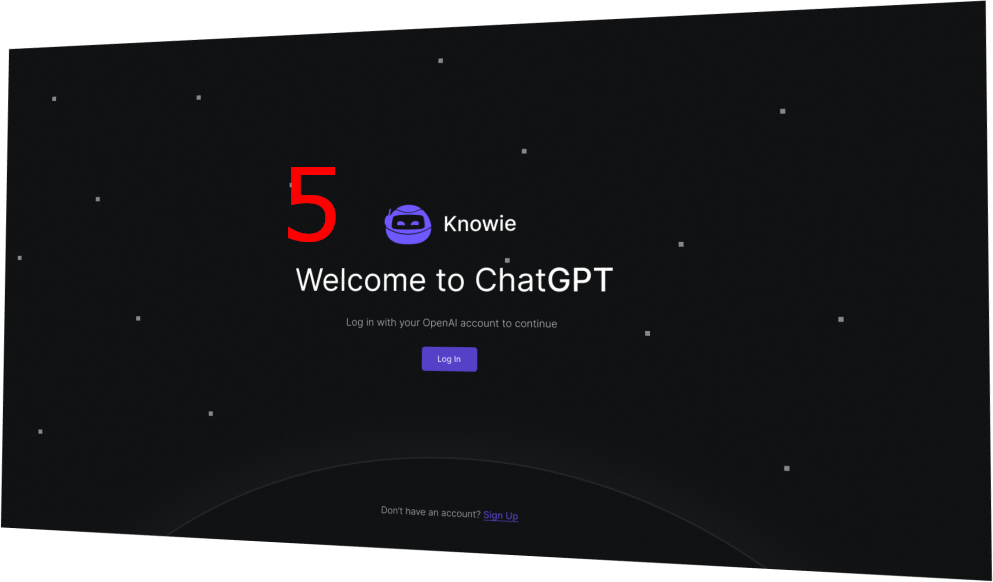 5
Knowie
Welcome to ChatGPT
Log in with your OpenAI account to continue
Log In
Don't have an account? Sign Up